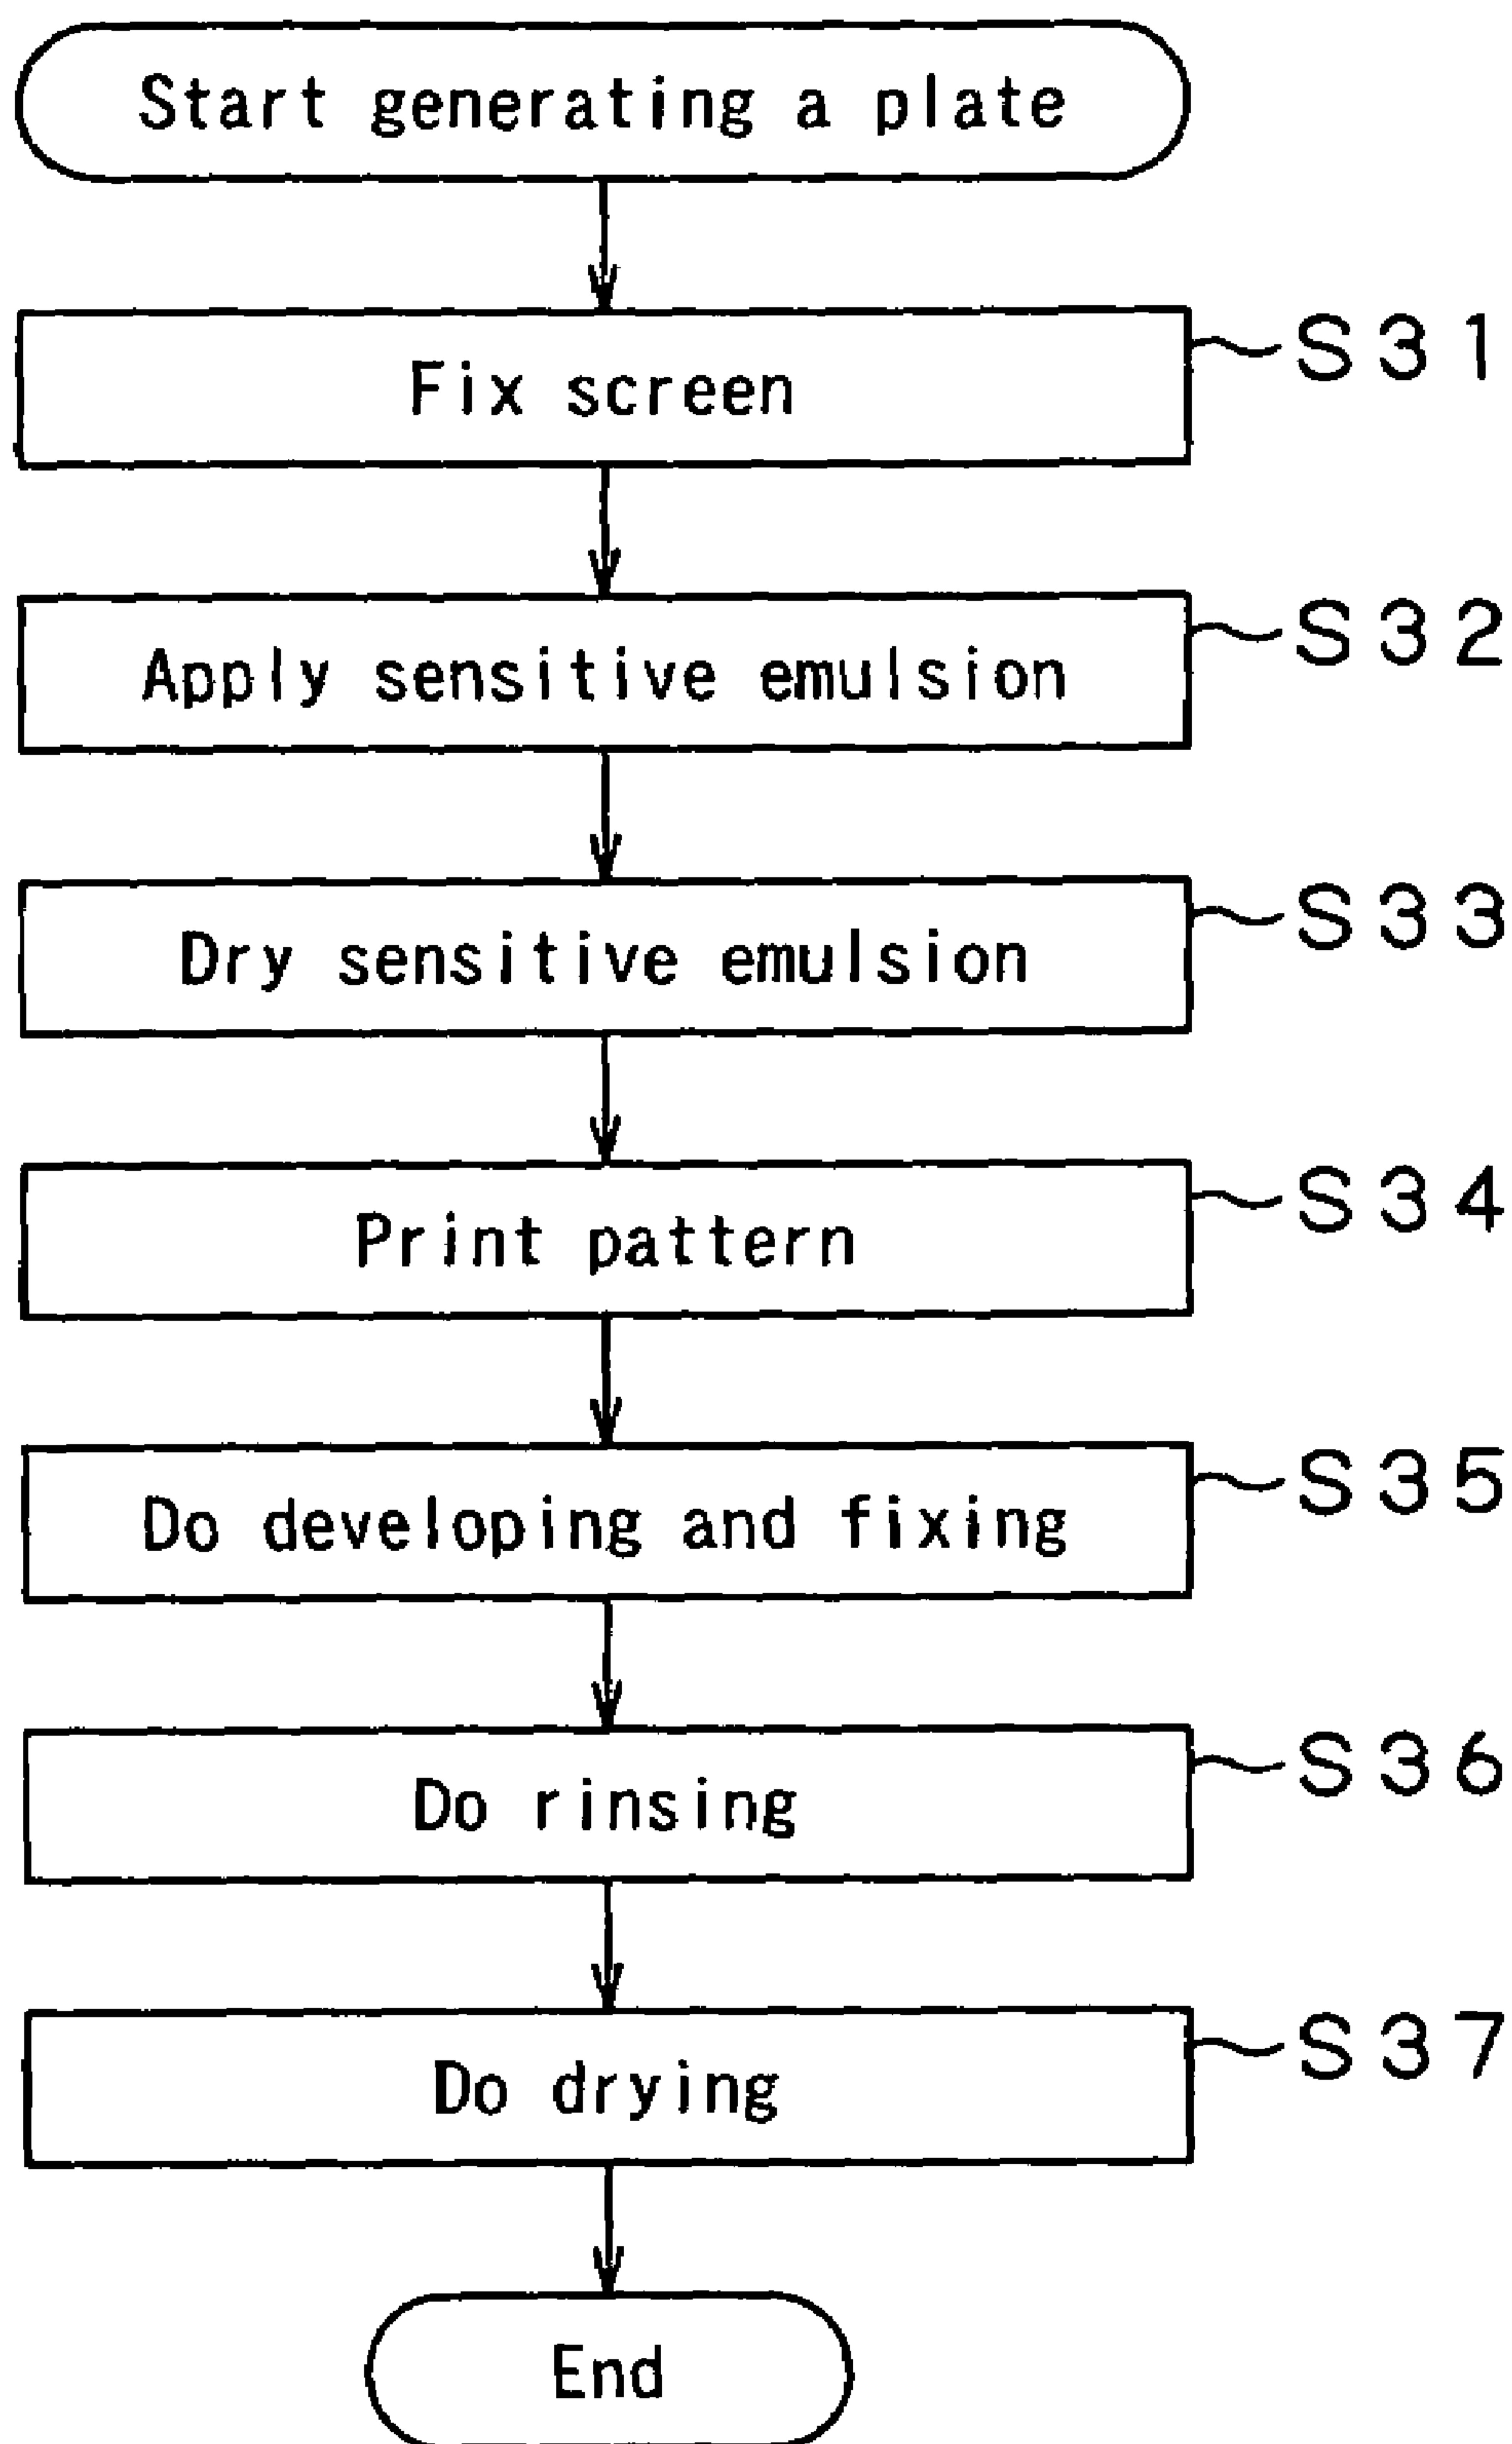 Start generating a plate
Fix screen
S31
Apply sensitive emulsion
S32
Dry sensitive emulsion
S33
Print pattern
S34
Do developing and fixing
S35
Do rinsing
S36
Do drying
S37
End